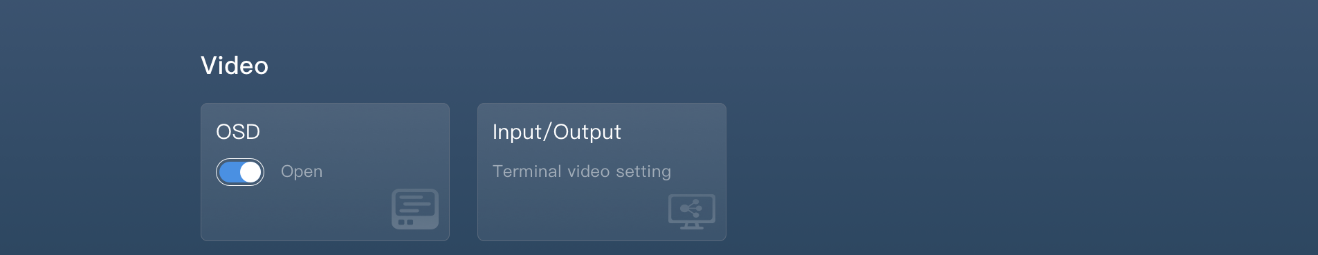 Video
OSD
Open
Input/Output
Terminal video setting